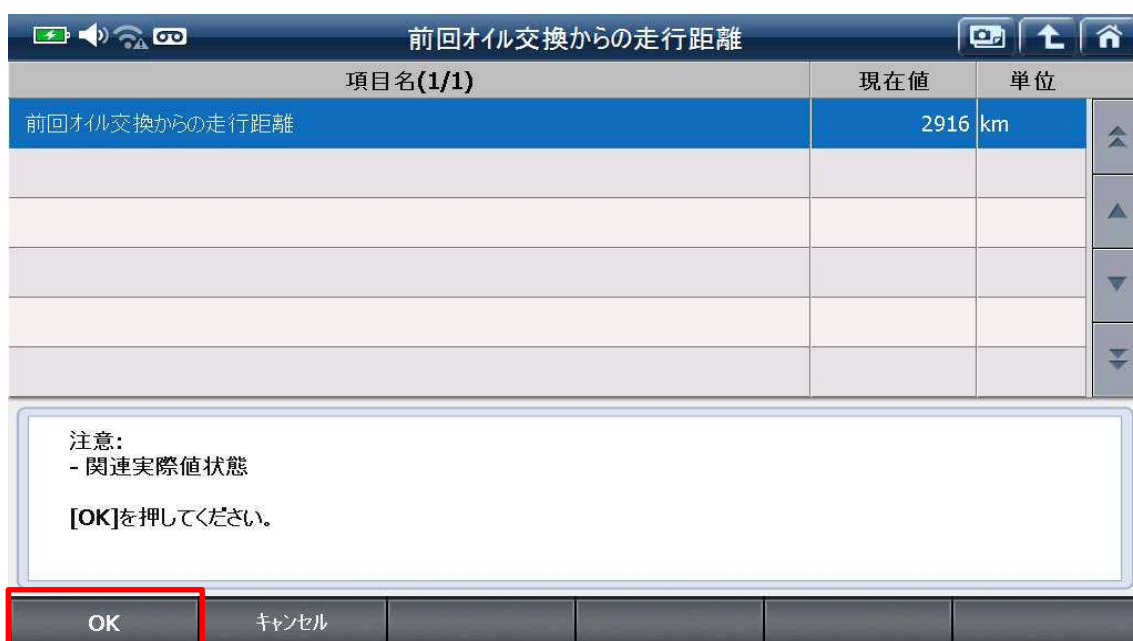 前回オイル交換からの走行距離
項目名(1/1) 現在値 単位
前回オイル交換からの走行距離 2916 km
注意:
- 関連実際値状態
[OK]を押してください。
OK キャンセル